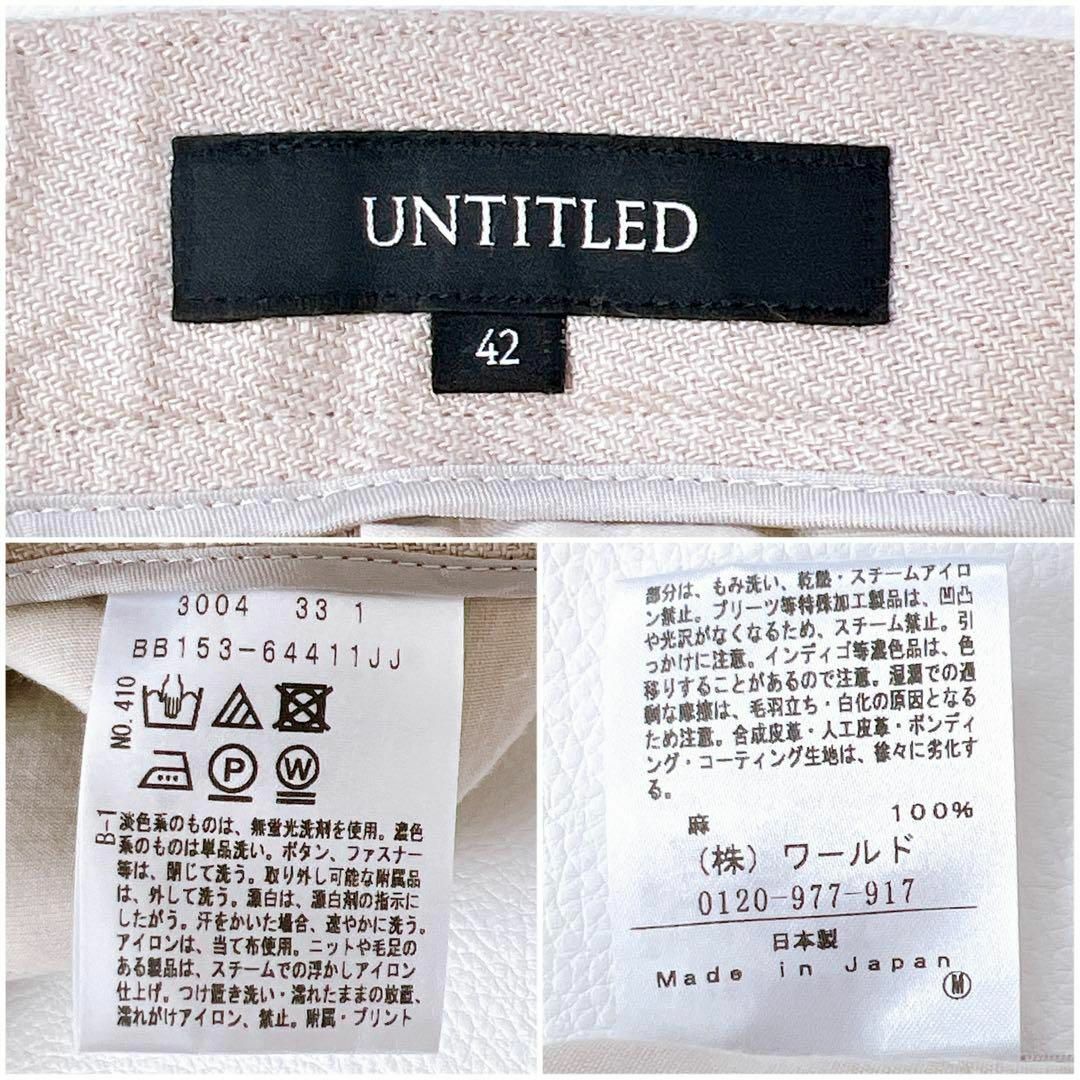 UNTITLED
42
3004 33 1
BB153-64411JJ
NO.410
P
W
B-1
淡色系のものは、無蛍光洗剤を使用。濃色
系のものは単品洗い。ボタン、ファスナー
等は、閉じて洗う。取り外し可能な附属品
は、外して洗う。漂白は、漂白剤の指示に
したがう。汗をかいた場合、速やかに洗う。
アイロンは、当て布使用。ニットや毛足の
ある製品は、スチームでの浮かしアイロン
仕上げ。つけ置き洗い・濡れたままの放置、
濡れがけアイロン、禁止。附属・プリント
部分は、もみ洗い、乾燥・スチームアイロ
ン禁止。プリーツ等特殊加工製品は、凹凸
や光沢がなくなるため、スチーム禁止。引
っかけに注意。インディゴ等濃色品は、色
移りすることがあるので注意。湿潤での過
剰な摩擦は、毛羽立ち・白化の原因となる
ため注意。合成皮革・人工皮革・ボンディ
ング・コーティング生地は、徐々に劣化す
る。
麻 100%
(株) ワールド
0120-977-917
日本製
Made in Japan
M